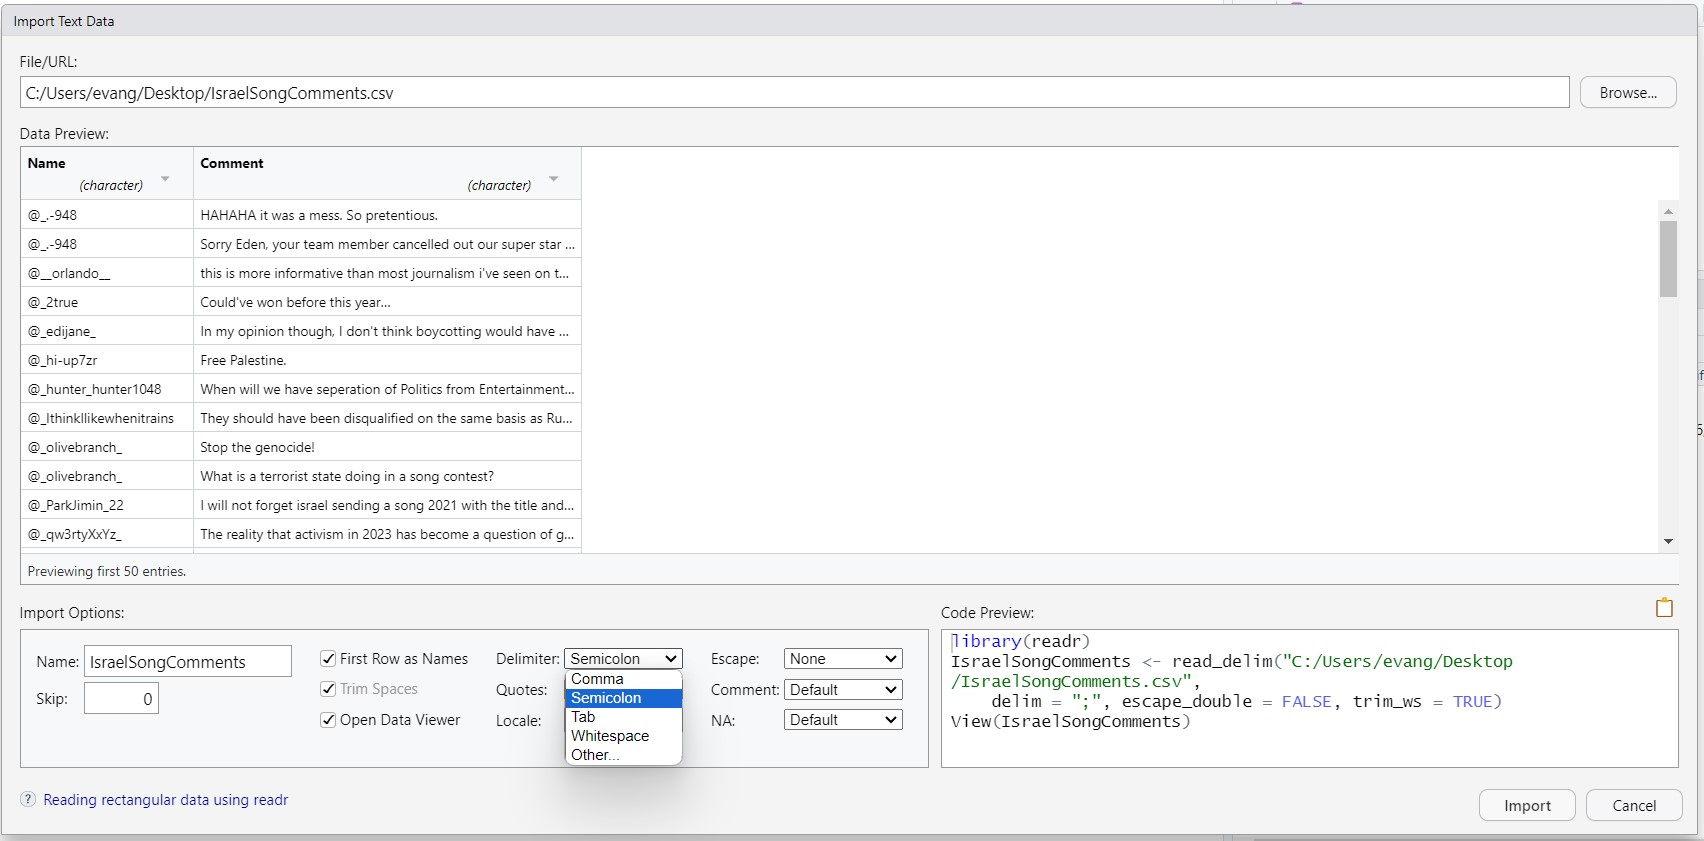 Import Text Data
File/URL:
C:/Users/evang/Desktop/IsraelSongComments.csv
Browse...
Data Preview:
Name
(character)
Comment
(character)
@_.-948 HAHAHA it was a mess. So pretentious.
@_.-948 Sorry Eden, your team member cancelled out our super star ...
@__orlando__ this is more informative than most journalism i've seen on t...
@_2true Could've won before this year...
@_edijane_ In my opinion though, I don't think boycotting would have ...
@_hi-up7zr Free Palestine.
@_hunter_hunter1048 When will we have seperation of Politics from Entertainment...
@_Ithinkllikewhenitrains They should have been disqualified on the same basis as Ru...
@_olivebranch_ Stop the genocide!
@_olivebranch_ What is a terrorist state doing in a song contest?
@_ParkJimin_22 I will not forget israel sending a song 2021 with the title and...
@_qw3rtyXxYz_ The reality that activism in 2023 has become a question of g...
Previewing first 50 entries.
Import Options:
Name: IsraelSongComments
Skip: 0
First Row as Names
Trim Spaces
Open Data Viewer
Delimiter: Semicolon
Comma
Semicolon
Tab
Whitespace
Other...
Quotes:
Locale:
Escape: None
Comment: Default
NA: Default
Code Preview:
library(readr)
IsraelSongComments <- read_delim("C:/Users/evang/Desktop
/IsraelSongComments.csv",
delim = ";", escape_double = FALSE, trim_ws = TRUE)
View(IsraelSongComments)
? Reading rectangular data using readr
Import
Cancel